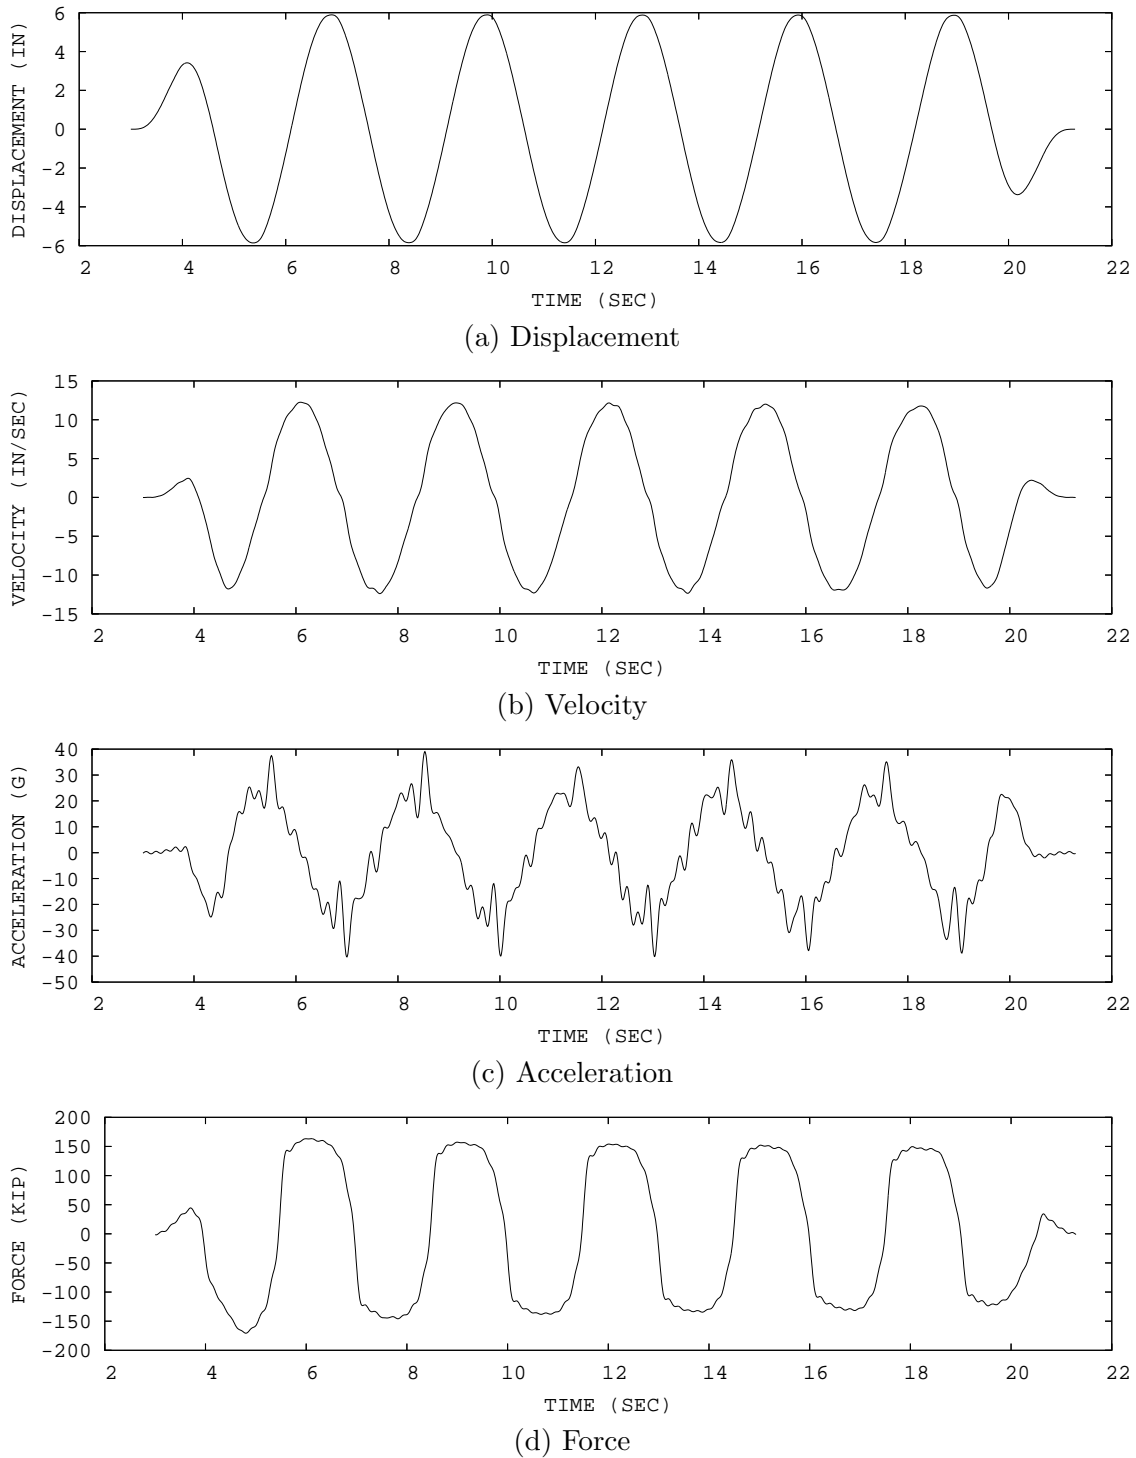 6
4
2
0
-2
-4
-6
DISPLACEMENT (IN)
2 4 6 8 10 12 14 16 18 20 22
TIME (SEC)
(a) Displacement
15
10
5
0
-5
-10
-15
VELOCITY (IN/SEC)
2 4 6 8 10 12 14 16 18 20 22
TIME (SEC)
(b) Velocity
40
30
20
10
0
-10
-20
-30
-40
-50
ACCELERATION (G)
2 4 6 8 10 12 14 16 18 20 22
TIME (SEC)
(c) Acceleration
200
150
100
50
0
-50
-100
-150
-200
FORCE (KIP)
2 4 6 8 10 12 14 16 18 20 22
TIME (SEC)
(d) Force